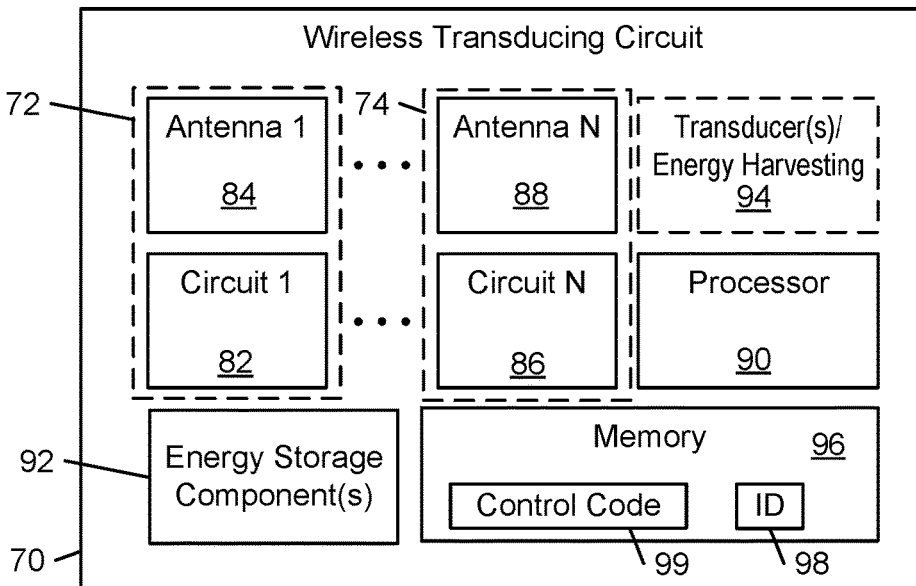 Wireless Transducing Circuit
72
Antenna 1
84
74
Antenna N
88
Transducer(s)/
Energy Harvesting
94
Circuit 1
82
Circuit N
86
Processor
90
92
Energy Storage
Component(s)
Memory
96
Control Code
ID
70
99
98